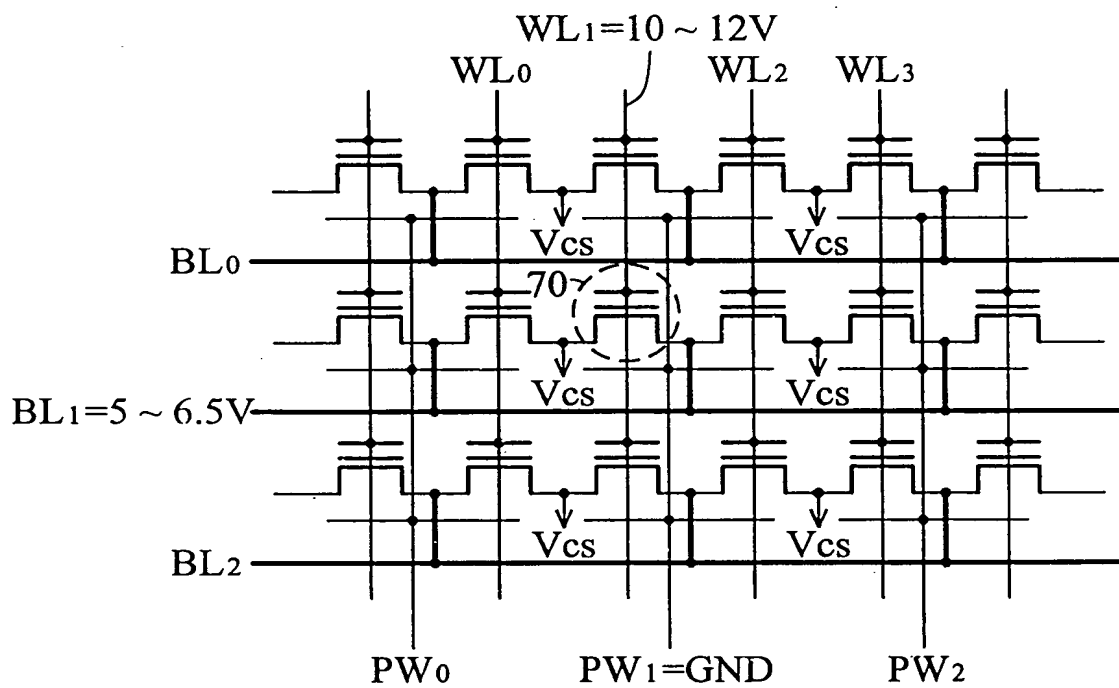 WL1=10 ~ 12V
WL0 WL2 WL3
Vcs Vcs
BL0
70
Vcs Vcs
BL1=5 ~ 6.5V
Vcs Vcs
BL2
PW0 PW1=GND PW2